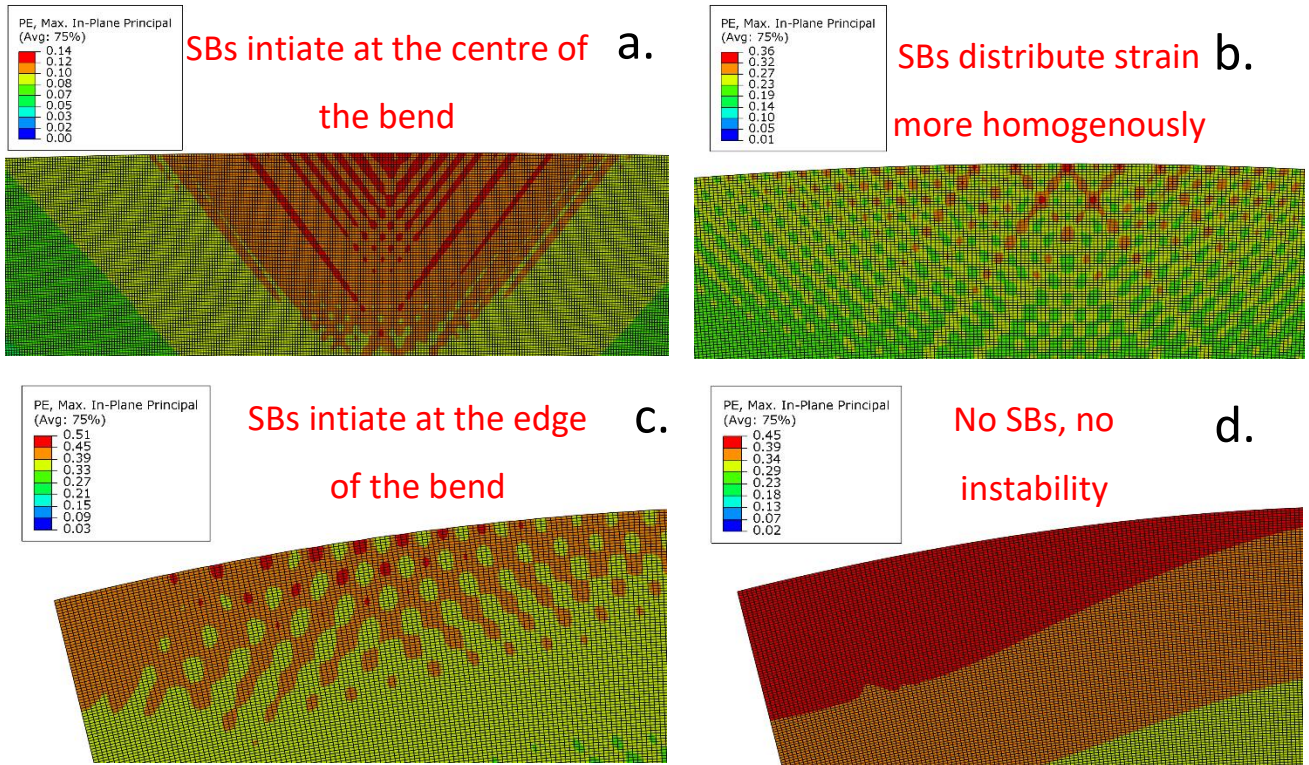 PE, Max. In-Plane Principal
(Avg: 75%)
0.14
0.12
0.10
0.08
0.07
0.05
0.03
0.02
0.00
SBs intiate at the centre of
the bend
a.
PE, Max. In-Plane Principal
(Avg: 75%)
0.36
0.32
0.27
0.23
0.19
0.14
0.10
0.05
0.01
SBs distribute strain
more homogenously
b.
PE, Max. In-Plane Principal
(Avg: 75%)
0.51
0.45
0.39
0.33
0.27
0.21
0.15
0.09
0.03
SBs intiate at the edge
of the bend
c.
PE, Max. In-Plane Principal
(Avg: 75%)
0.45
0.39
0.34
0.29
0.23
0.18
0.13
0.07
0.02
No SBs, no
instability
d.